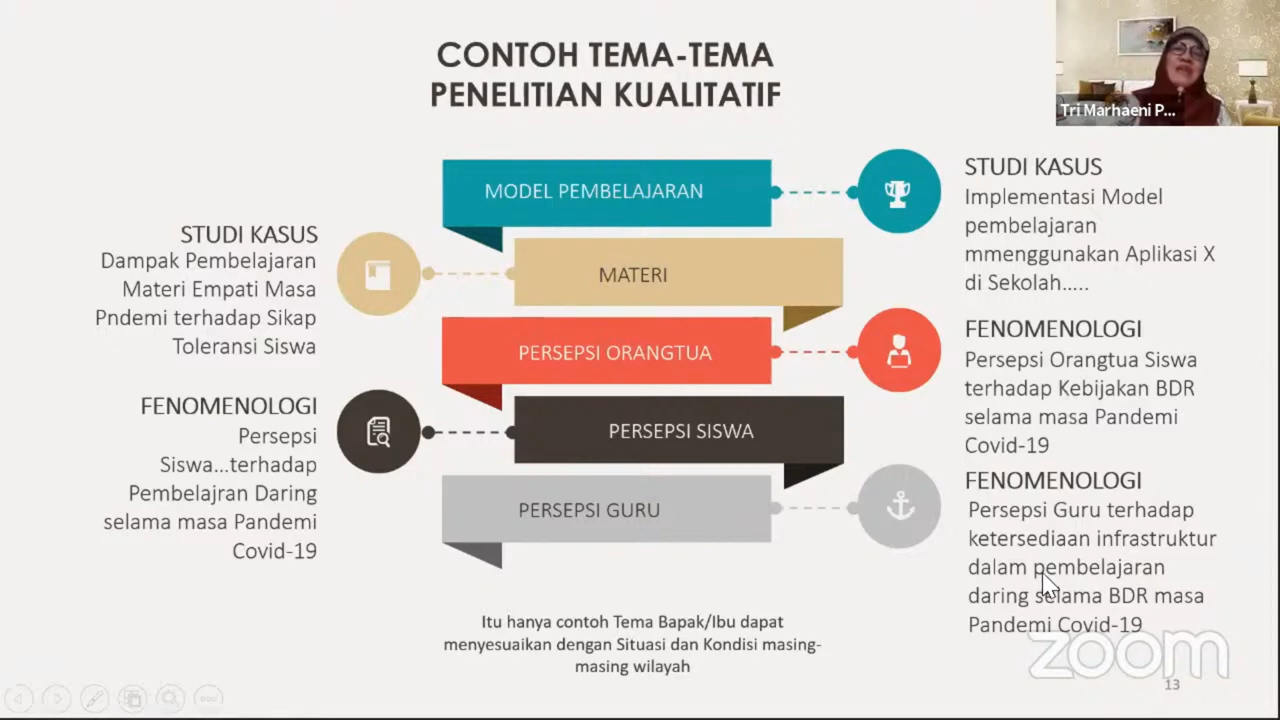 CONTOH TEMA-TEMA
PENELITIAN KUALITATIF
Tri Marhaeni P...
MODEL PEMBELAJARAN
STUDI KASUS
Implementasi Model
pembelajaran
mmenggunakan Aplikasi X
di Sekolah.....
STUDI KASUS
Dampak Pembelajaran
Materi Empati Masa
Pndemi terhadap Sikap
Toleransi Siswa
MATERI
PERSEPSI ORANGTUA
FENOMENOLOGI
Persepsi Orangtua Siswa
terhadap Kebijakan BDR
selama masa Pandemi
Covid-19
FENOMENOLOGI
Persepsi
Siswa...terhadap
Pembelajran Daring
selama masa Pandemi
Covid-19
PERSEPSI SISWA
PERSEPSI GURU
FENOMENOLOGI
Persepsi Guru terhadap
ketersediaan infrastruktur
dalam pembelajaran
daring selama BDR masa
Pandemi Covid-19
Itu hanya contoh Tema Bapak/Ibu dapat
menyesuaikan dengan Situasi dan Kondisi masing-
masing wilayah
zoom
13